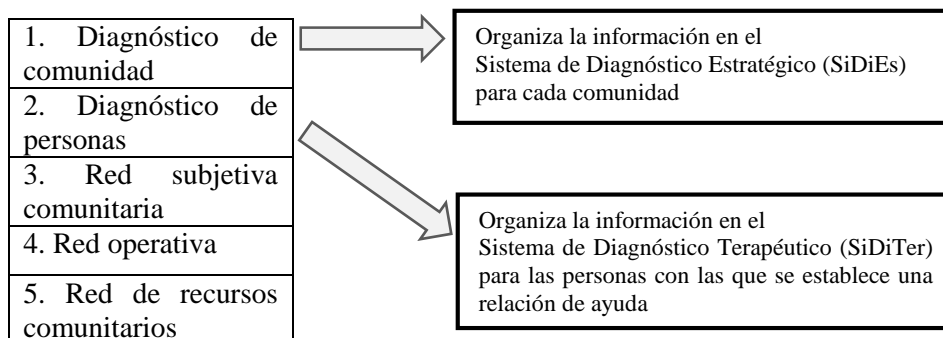 1. Diagnóstico de
comunidad
2. Diagnóstico de
personas
3. Red subjetiva
comunitaria
4. Red operativa
5. Red de recursos
comunitarios
Organiza la información en el
Sistema de Diagnóstico Estratégico (SiDiEs)
para cada comunidad
Organiza la información en el
Sistema de Diagnóstico Terapéutico (SiDiTer)
para las personas con las que se establece una
relación de ayuda